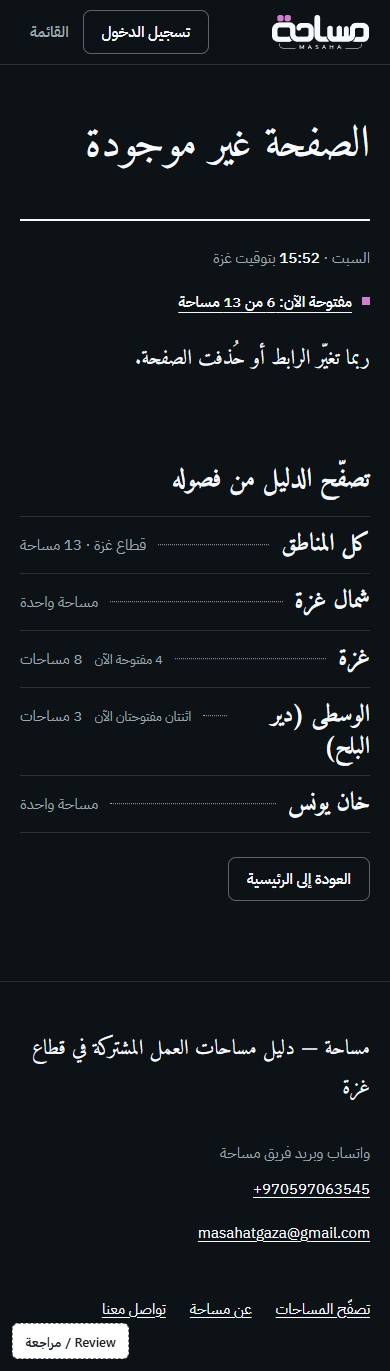 مساحة
MASAHA
تسجيل الدخول
القائمة
الصفحة غير موجودة
السبت · 15:52 بتوقيت غزة
مفتوحة الآن: 6 من 13 مساحة
ربما تغيّر الرابط أو حُذفت الصفحة.
تصفّح الدليل من فصوله
كل المناطق قطاع غزة · 13 مساحة
شمال غزة مساحة واحدة
غزة 4 مفتوحة الآن 8 مساحات
الوسطى (دير اثنتان مفتوحتان الآن 3 مساحات
البلح)
خان يونس مساحة واحدة
العودة إلى الرئيسية
مساحة — دليل مساحات العمل المشتركة في قطاع
غزة
واتساب وبريد فريق مساحة
+970597063545
masahatgaza@gmail.com
تصفّح المساحات عن مساحة تواصل معنا
مراجعة / Review